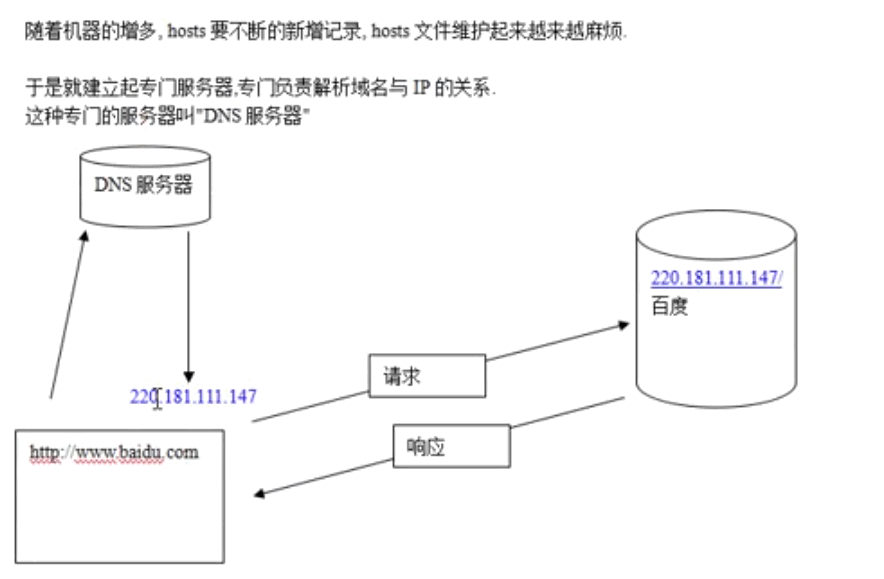 随着机器的增多, hosts 要不断的新增记录, hosts 文件维护起来越来越麻烦.
于是就建立起专门服务器,专门负责解析域名与 IP 的关系.
这种专门的服务器叫"DNS 服务器"
DNS 服务器
220.181.111.147/
百度
请求
220.181.111.147
响应
http://www.baidu.com